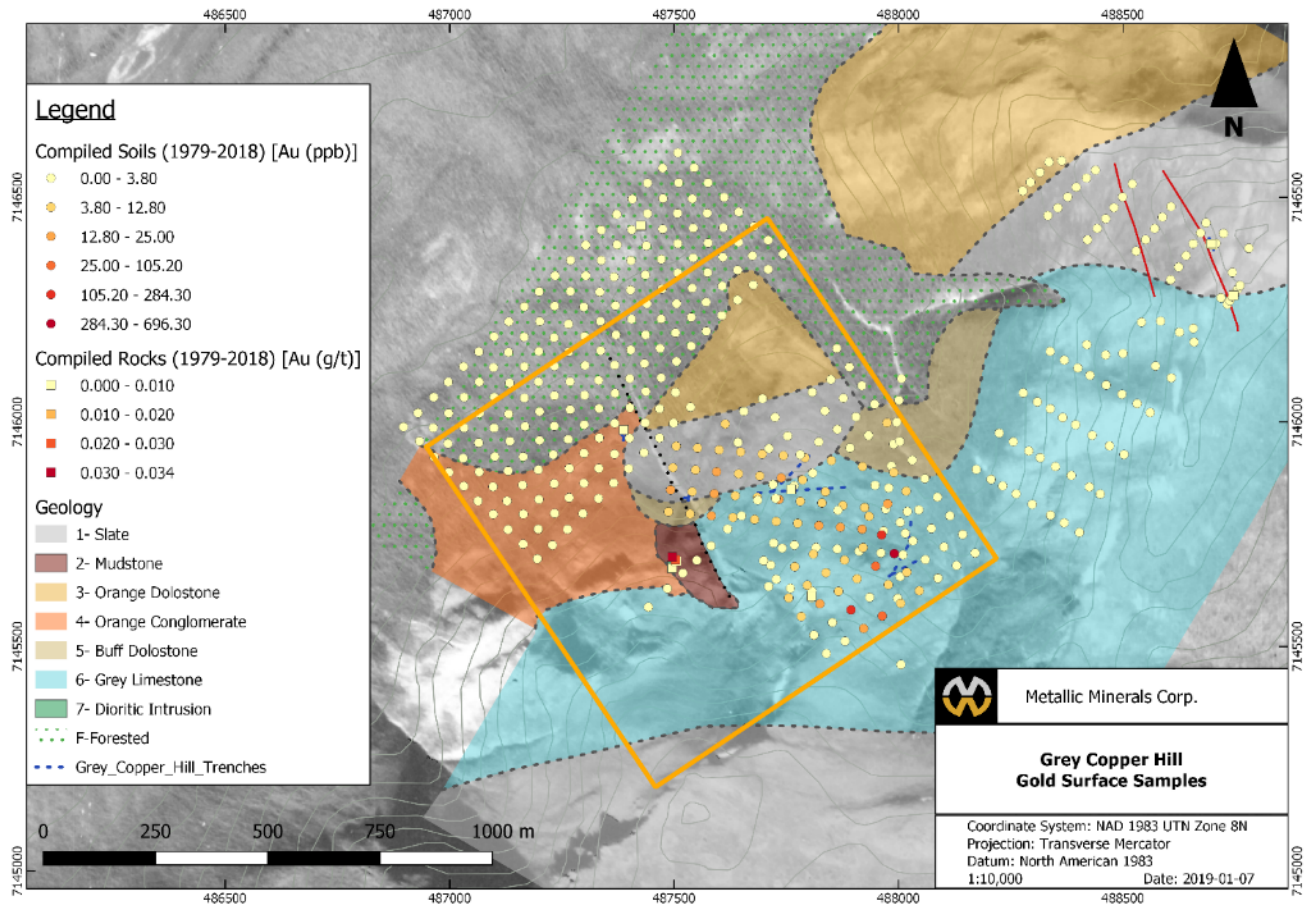 486500 487000 487500 488000 488500
Legend
Compiled Soils (1979-2018) [Au (ppb)]
0.00 - 3.80
3.80 - 12.80
12.80 - 25.00
25.00 - 105.20
105.20 - 284.30
284.30 - 696.30
Compiled Rocks (1979-2018) [Au (g/t)]
0.000 - 0.010
0.010 - 0.020
0.020 - 0.030
0.030 - 0.034
Geology
1- Slate
2- Mudstone
3- Orange Dolostone
4- Orange Conglomerate
5- Buff Dolostone
6- Grey Limestone
7- Dioritic Intrusion
F-Forested
Grey_Copper_Hill_Trenches
0 250 500 750 1000 m
N
7146500
7146000
7145500
7145000
7146500
7146000
7145500
7145000
Metallic Minerals Corp.
Grey Copper Hill
Gold Surface Samples
Coordinate System: NAD 1983 UTN Zone 8N
Projection: Transverse Mercator
Datum: North American 1983
1:10,000 Date: 2019-01-07
486500 487000 487500 488000 488500